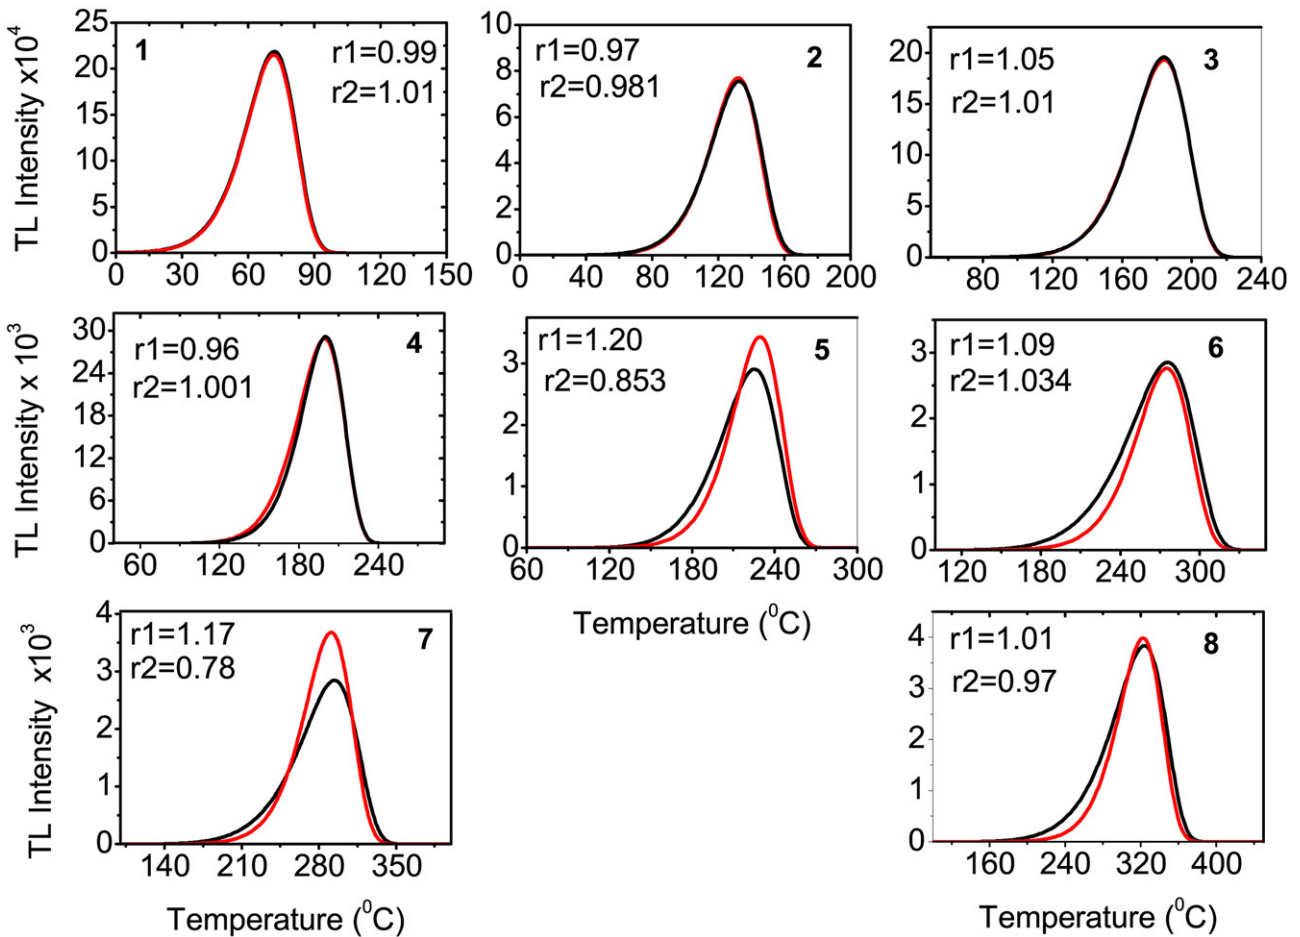 TL Intensity x10⁴
25
20
15
10
5
0
1
r1=0.99
r2=1.01
0 30 60 90 120 150
10
8
6
4
2
0
r1=0.97
r2=0.981
2
0 40 80 120 160 200
20
15
10
5
0
r1=1.05
r2=1.01
3
80 120 160 200 240
TL Intensity x 10³
30
24
18
12
6
0
r1=0.96
r2=1.001
4
60 120 180 240
3
2
1
0
r1=1.20
r2=0.853
5
60 120 180 240 300
Temperature (⁰C)
3
2
1
0
r1=1.09
r2=1.034
6
120 180 240 300
TL Intensity x10³
4
3
2
1
0
r1=1.17
r2=0.78
7
140 210 280 350
Temperature (⁰C)
4
3
2
1
0
r1=1.01
r2=0.97
8
160 240 320 400
Temperature (⁰C)